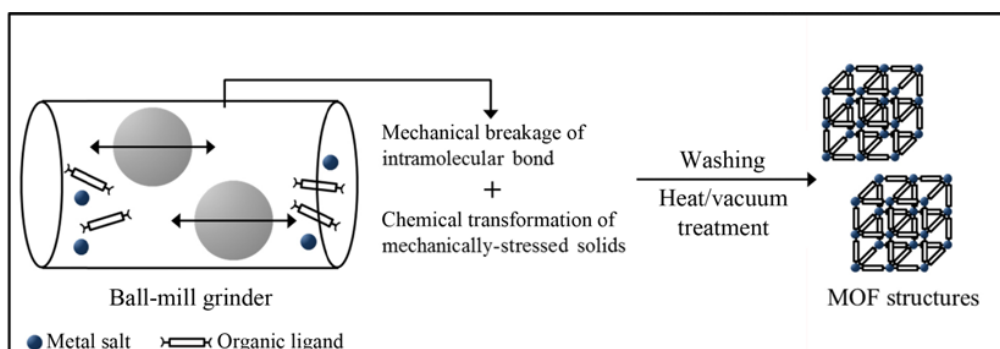 Mechanical breakage of
intramolecular bond
+
Chemical transformation of
mechanically-stressed solids
Washing
Heat/vacuum
treatment
Ball-mill grinder
MOF structures
Metal salt
Organic ligand